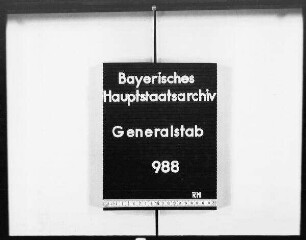 Bayerisches
Hauptstaatsarchiv
Generalstab
988
RM